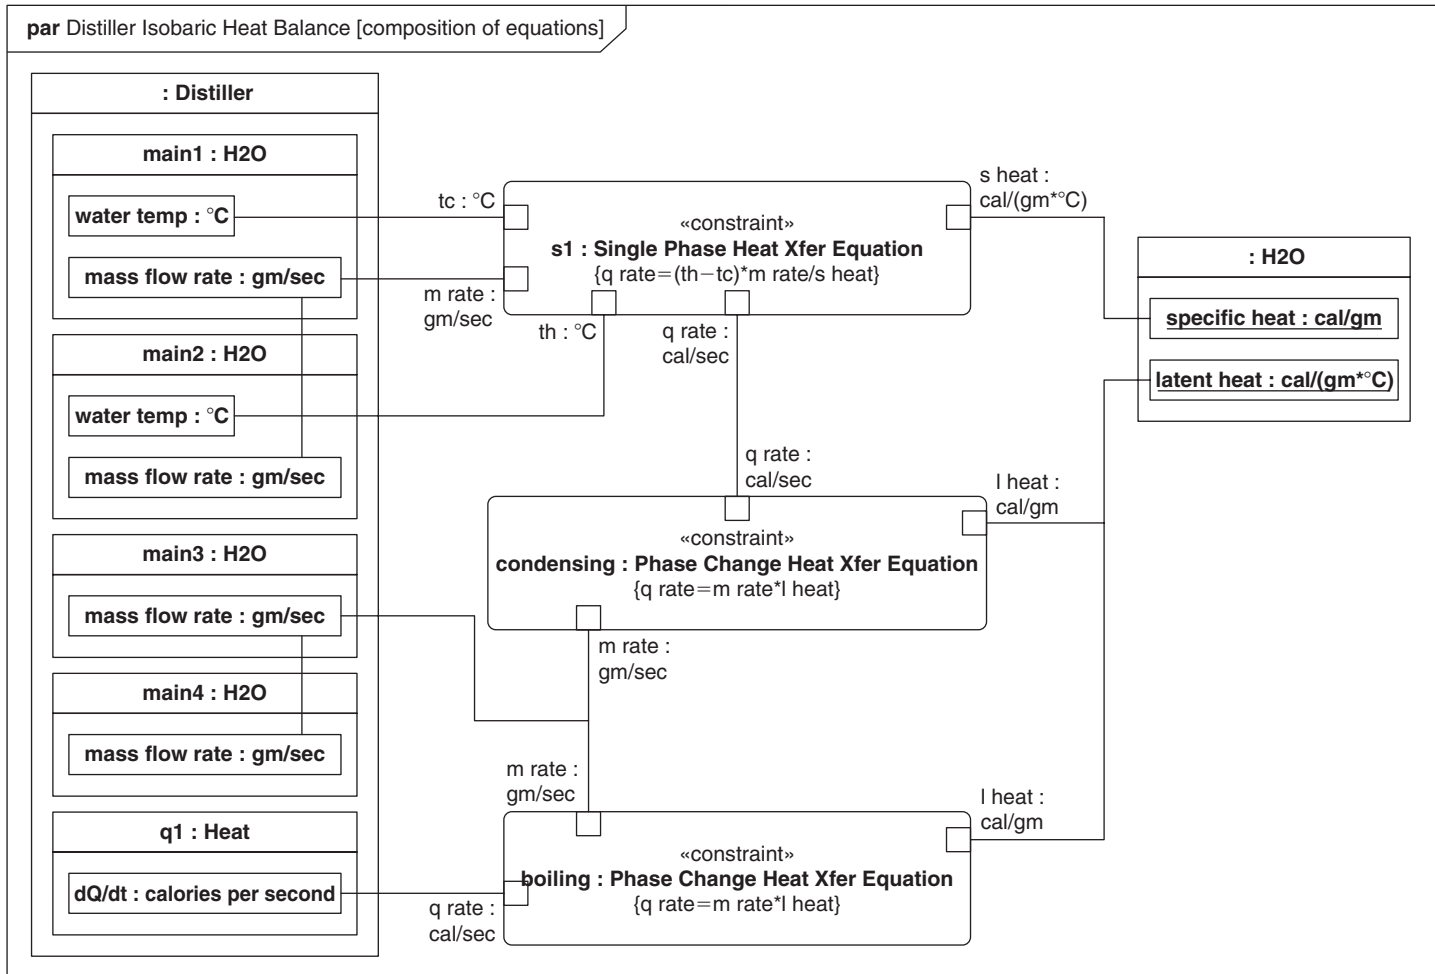 par Distiller Isobaric Heat Balance [composition of equations]
: Distiller
main1 : H2O
water temp : °C
mass flow rate : gm/sec
main2 : H2O
water temp : °C
mass flow rate : gm/sec
main3 : H2O
mass flow rate : gm/sec
main4 : H2O
mass flow rate : gm/sec
q1 : Heat
dQ/dt : calories per second
tc : °C
m rate :
gm/sec
th : °C
q rate :
cal/sec
s heat :
cal/(gm*°C)
«constraint»
s1 : Single Phase Heat Xfer Equation
{q rate=(th−tc)*m rate/s heat}
: H2O
specific heat : cal/gm
latent heat : cal/(gm*°C)
q rate :
cal/sec
l heat :
cal/gm
«constraint»
condensing : Phase Change Heat Xfer Equation
{q rate=m rate*l heat}
m rate :
gm/sec
m rate :
gm/sec
l heat :
cal/gm
«constraint»
boiling : Phase Change Heat Xfer Equation
{q rate=m rate*l heat}
q rate :
cal/sec